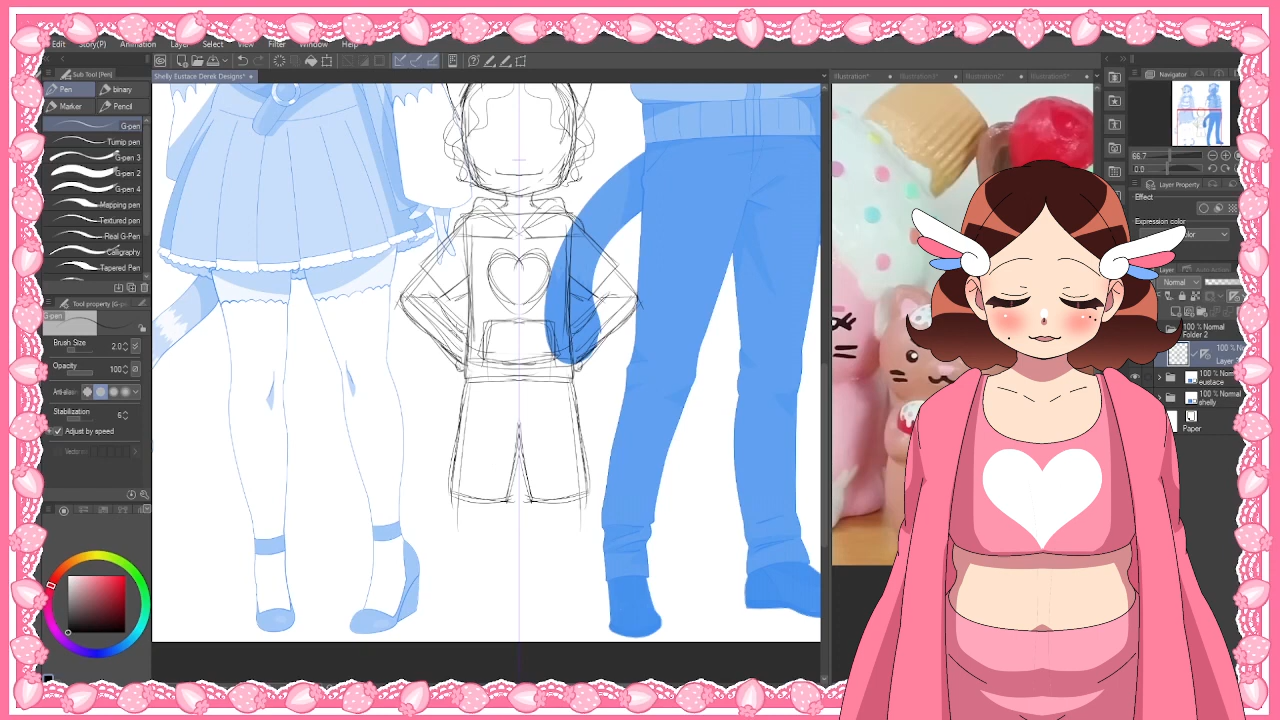 Edit Story(P) Animation Layer Select View Filter Window Help
Sub Tool [Pen]
Shelly Eustace Derek Designs*
Illustration*
Illustration2*
Navigator
Pen
binary
Marker
Pencil
G-pen
Turnip pen
G-pen 3
G-pen 2
G-pen 4
Mapping pen
Textured pen
Real G-Pen
Calligraphy
Tapered Pen
66.7
0.0
Layer Property
Effect
Expression color
Layer
Normal
100 % Normal
Folder 2
100 % Norm
eustace
100 % Normal
shelly
Paper
Tool property [G-pen
G-pen
Brush Size 2.0
Opacity 100
Anti-alias
Stabilization 6
Adjust by speed
Vector